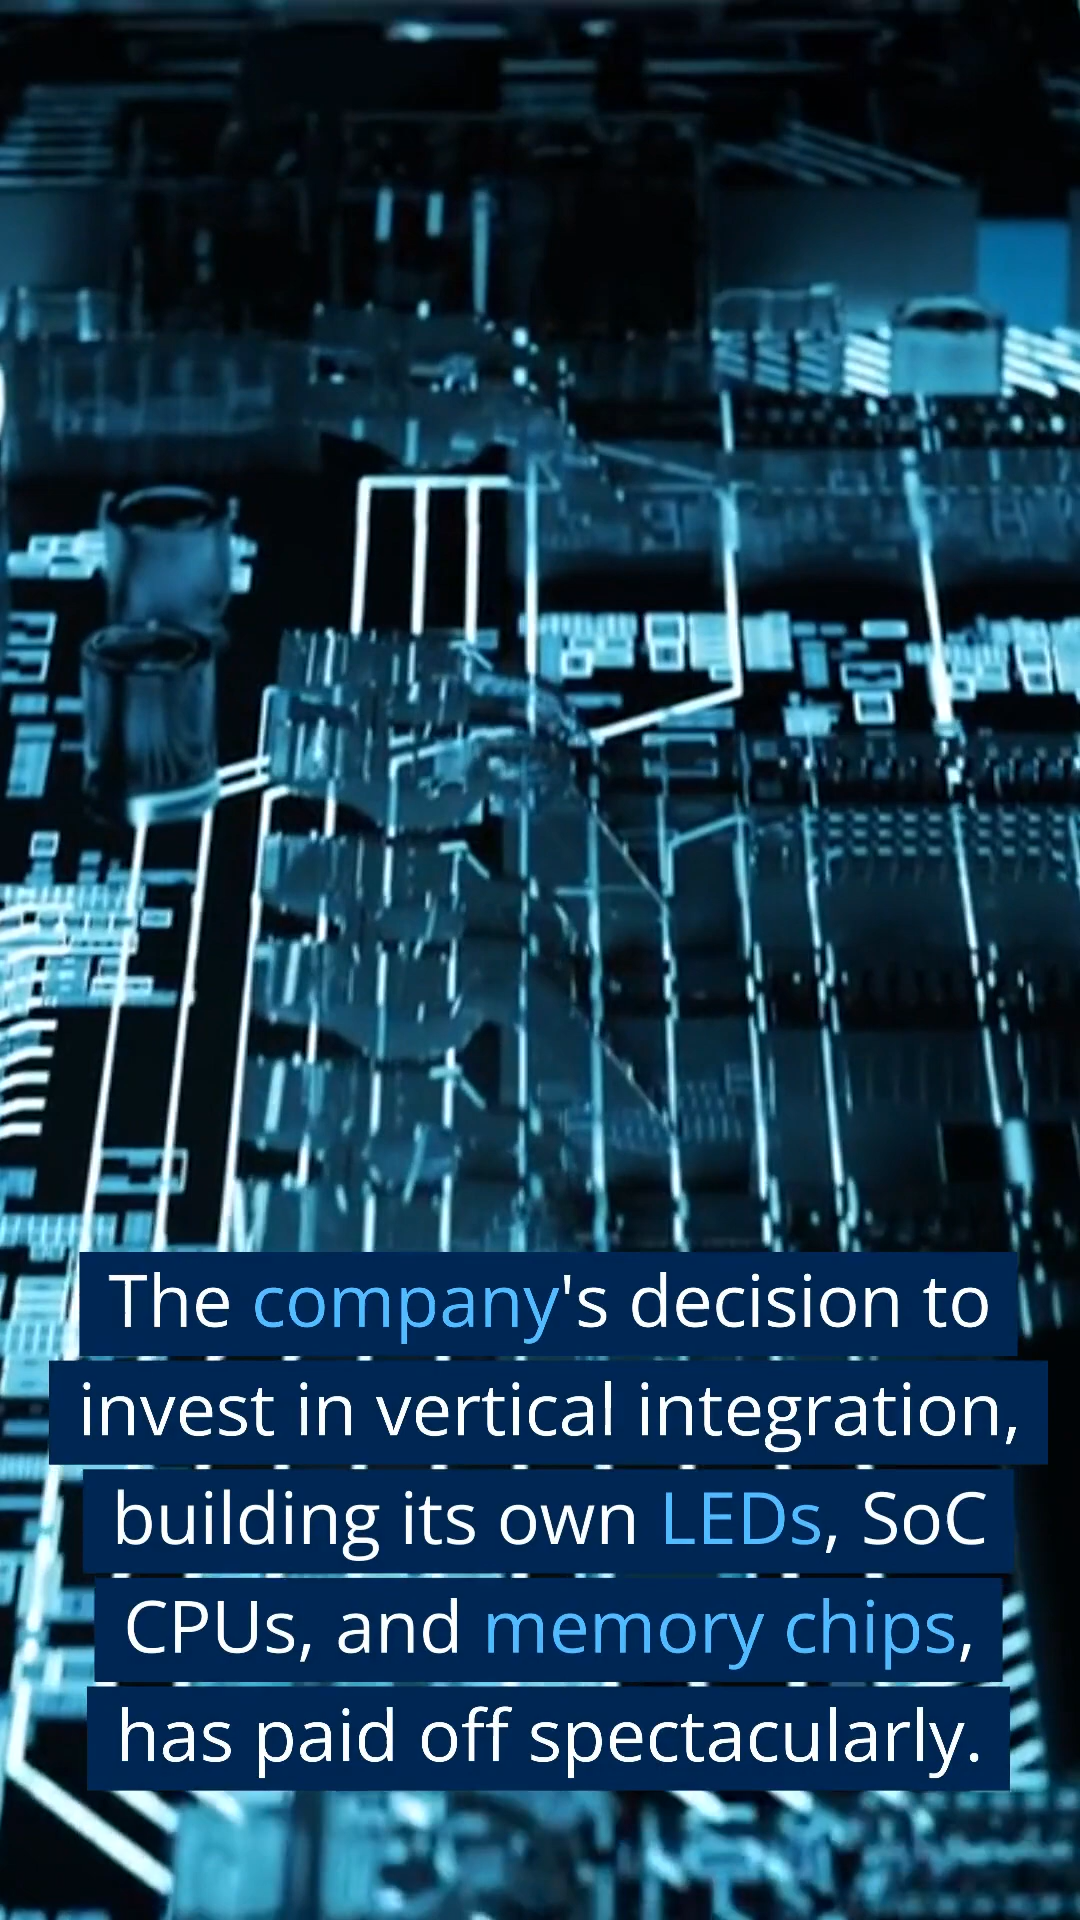 The company's decision to
invest in vertical integration,
building its own LEDs, SoC
CPUs, and memory chips,
has paid off spectacularly.